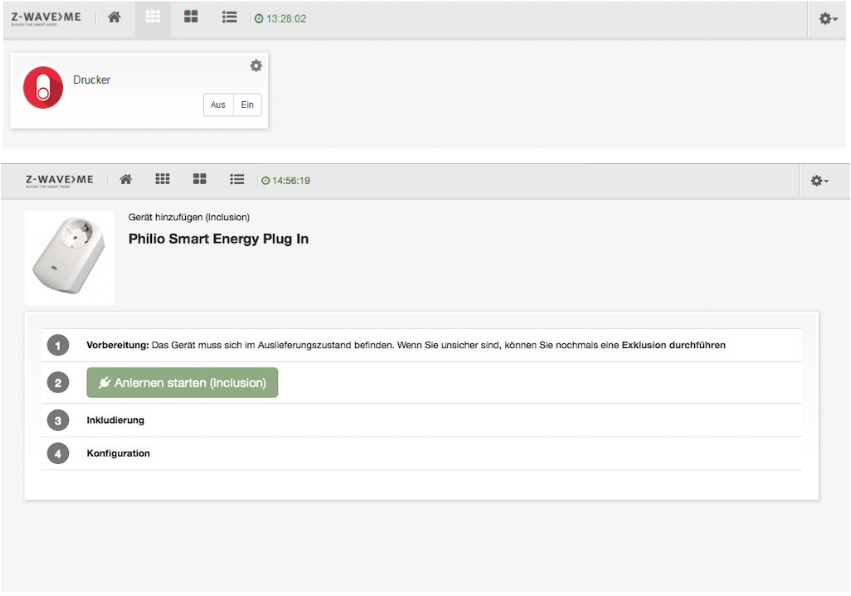 Z-WAVE>ME
13:28:02
Drucker
Aus Ein
Z-WAVE>ME
14:56:19
Gerät hinzufügen (Inclusion)
Philio Smart Energy Plug In
1 Vorbereitung: Das Gerät muss sich im Auslieferungszustand befinden. Wenn Sie unsicher sind, können Sie nochmals eine Exklusion durchführen
2 Anlernen starten (Inclusion)
3 Inkludierung
4 Konfiguration